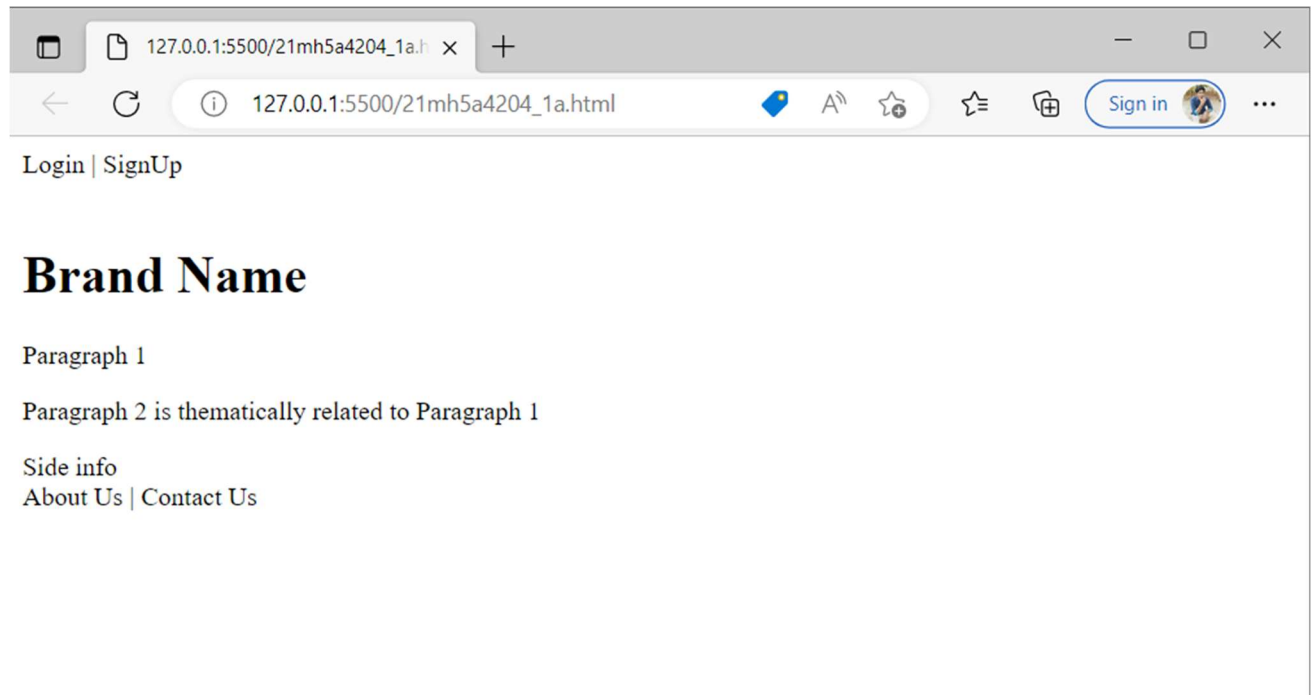 127.0.0.1:5500/21mh5a4204_1a.h
127.0.0.1:5500/21mh5a4204_1a.html
Sign in
Login | SignUp
Brand Name
Paragraph 1
Paragraph 2 is thematically related to Paragraph 1
Side info
About Us | Contact Us